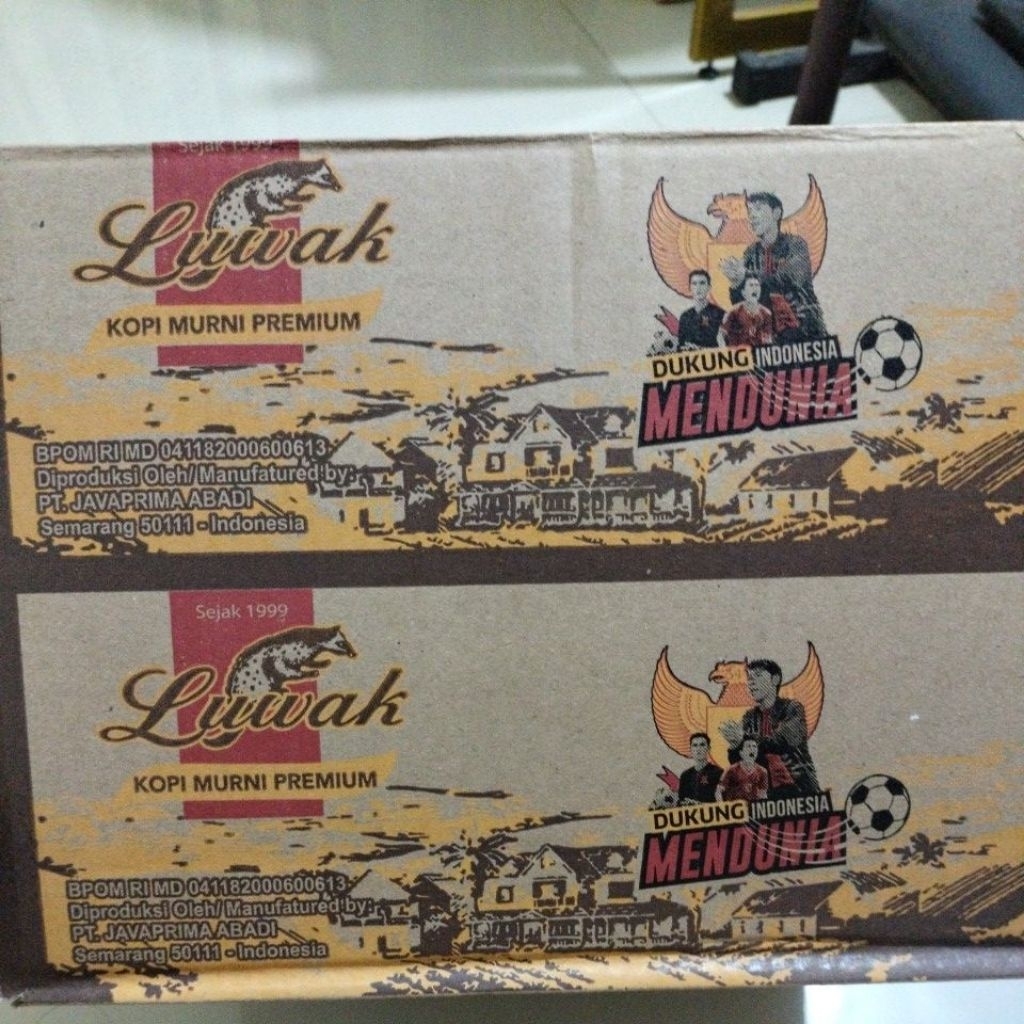 Sejak 1999
Luwak
KOPI MURNI PREMIUM
DUKUNG INDONESIA
MENDUNIA
BPOM RI MD 041182000600613
Diproduksi Oleh/ Manufatured by:
PT. JAVAPRIMA ABADI
Semarang 50111 - Indonesia
Sejak 1999
Luwak
KOPI MURNI PREMIUM
DUKUNG INDONESIA
MENDUNIA
BPOM RI MD 041182000600613
Diproduksi Oleh/ Manufatured by:
PT. JAVAPRIMA ABADI
Semarang 50111 - Indonesia